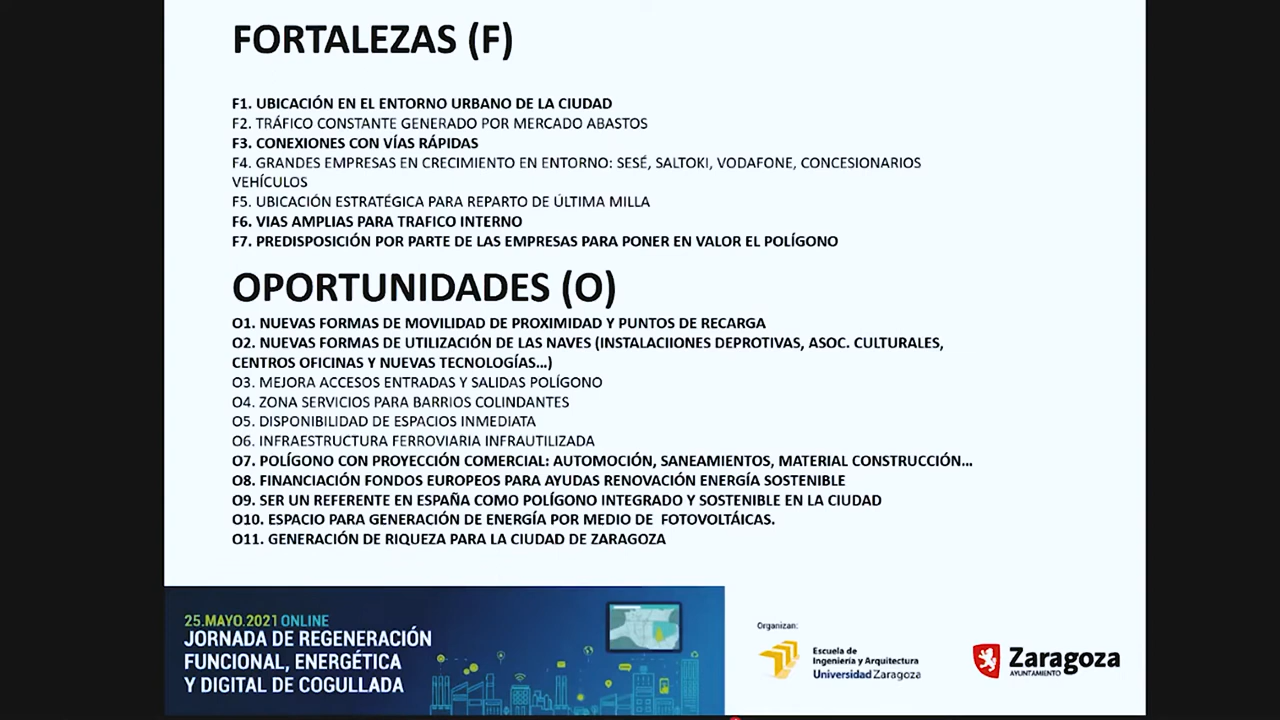 FORTALEZAS (F)
F1. UBICACIÓN EN EL ENTORNO URBANO DE LA CIUDAD
F2. TRÁFICO CONSTANTE GENERADO POR MERCADO ABASTOS
F3. CONEXIONES CON VÍAS RÁPIDAS
F4. GRANDES EMPRESAS EN CRECIMIENTO EN ENTORNO: SESÉ, SALTOKI, VODAFONE, CONCESIONARIOS
VEHÍCULOS
F5. UBICACIÓN ESTRATÉGICA PARA REPARTO DE ÚLTIMA MILLA
F6. VIAS AMPLIAS PARA TRAFICO INTERNO
F7. PREDISPOSICIÓN POR PARTE DE LAS EMPRESAS PARA PONER EN VALOR EL POLÍGONO
OPORTUNIDADES (O)
O1. NUEVAS FORMAS DE MOVILIDAD DE PROXIMIDAD Y PUNTOS DE RECARGA
O2. NUEVAS FORMAS DE UTILIZACIÓN DE LAS NAVES (INSTALACIIONES DEPROTIVAS, ASOC. CULTURALES,
CENTROS OFICINAS Y NUEVAS TECNOLOGÍAS...)
O3. MEJORA ACCESOS ENTRADAS Y SALIDAS POLÍGONO
O4. ZONA SERVICIOS PARA BARRIOS COLINDANTES
O5. DISPONIBILIDAD DE ESPACIOS INMEDIATA
O6. INFRAESTRUCTURA FERROVIARIA INFRAUTILIZADA
O7. POLÍGONO CON PROYECCIÓN COMERCIAL: AUTOMOCIÓN, SANEAMIENTOS, MATERIAL CONSTRUCCIÓN...
O8. FINANCIACIÓN FONDOS EUROPEOS PARA AYUDAS RENOVACIÓN ENERGÍA SOSTENIBLE
O9. SER UN REFERENTE EN ESPAÑA COMO POLÍGONO INTEGRADO Y SOSTENIBLE EN LA CIUDAD
O10. ESPACIO PARA GENERACIÓN DE ENERGÍA POR MEDIO DE FOTOVOLTÁICAS.
O11. GENERACIÓN DE RIQUEZA PARA LA CIUDAD DE ZARAGOZA
25.MAYO.2021 ONLINE
JORNADA DE REGENERACIÓN
FUNCIONAL, ENERGÉTICA
Y DIGITAL DE COGULLADA
Organizan:
Escuela de
Ingeniería y Arquitectura
Universidad Zaragoza
Zaragoza
AYUNTAMIENTO